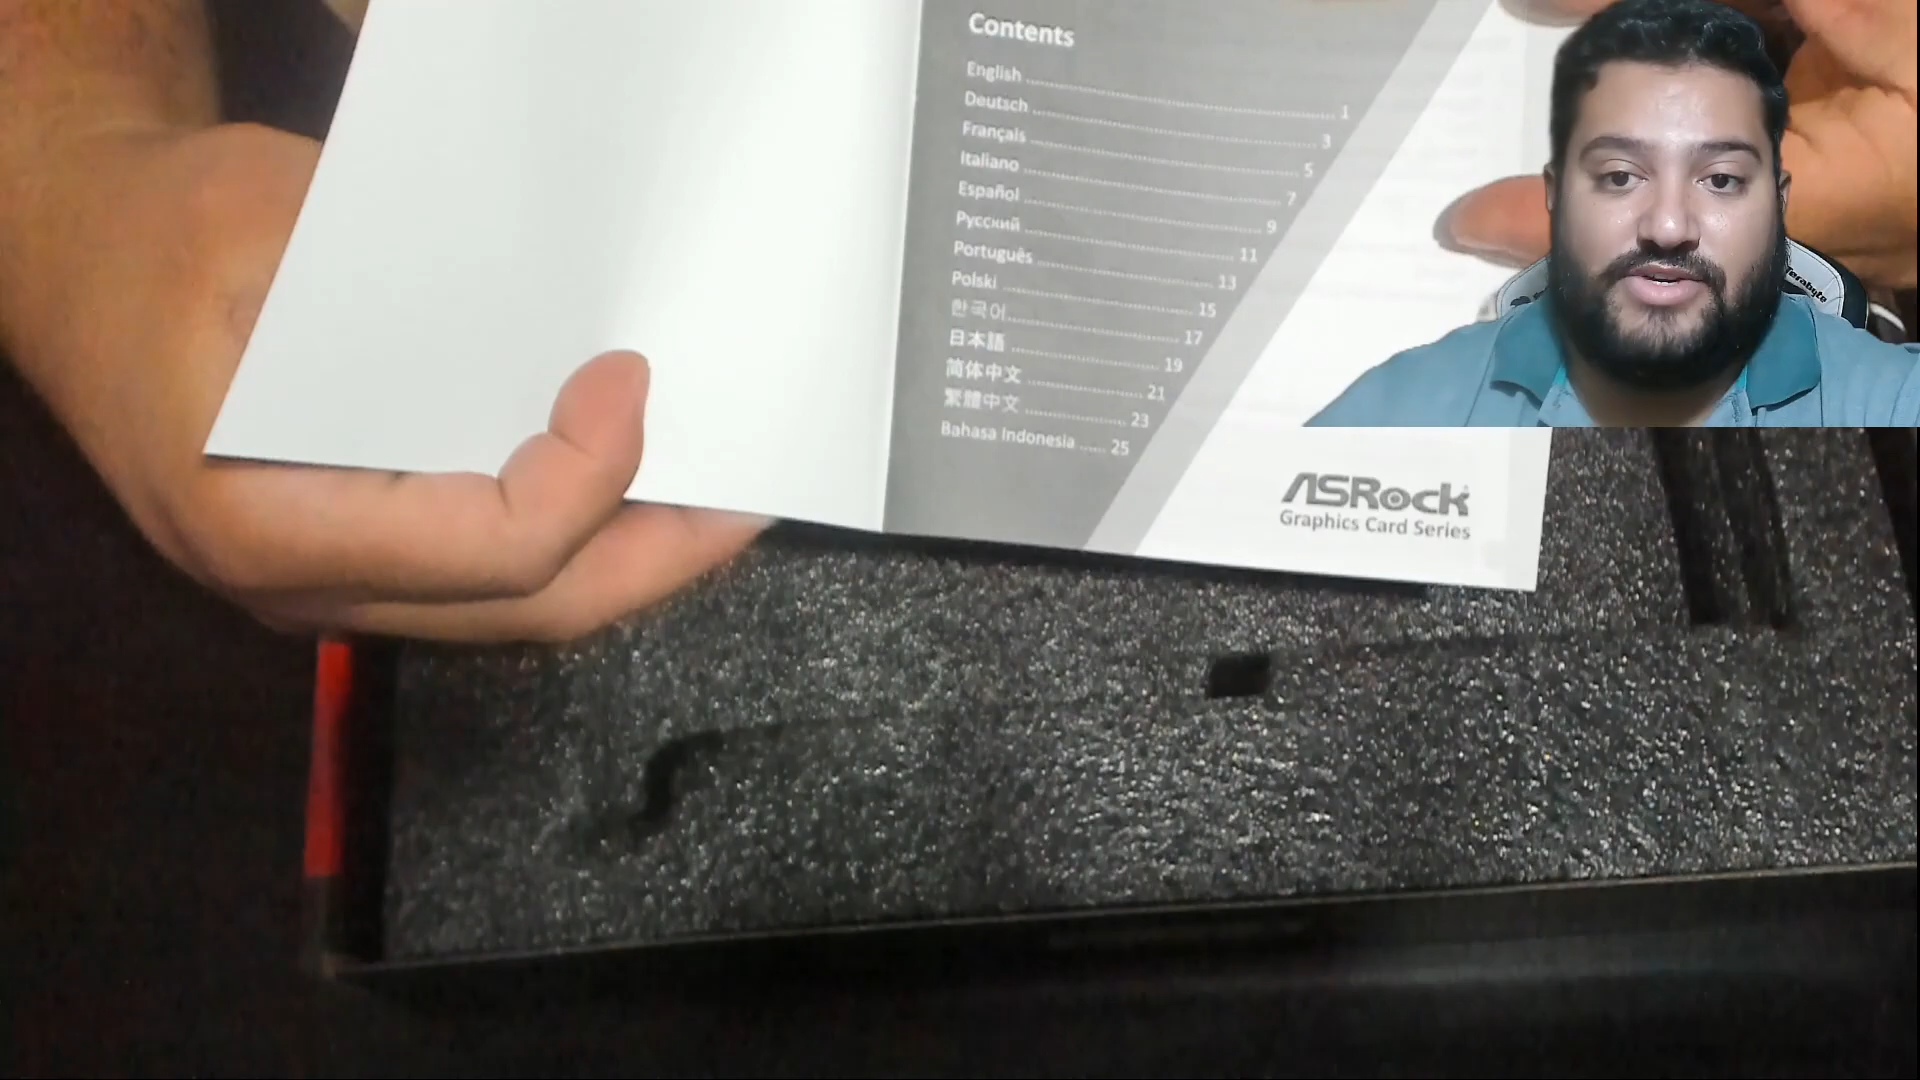 Contents
English ........ 1
Deutsch ........ 3
Français ........ 5
Italiano ........ 7
Español ........ 9
Русский ........ 11
Português ........ 13
Polski ........ 15
한국어 ........ 17
日本語 ........ 19
简体中文 ........ 21
繁體中文 ........ 23
Bahasa Indonesia ...... 25
ASRock
Graphics Card Series
Terabyte